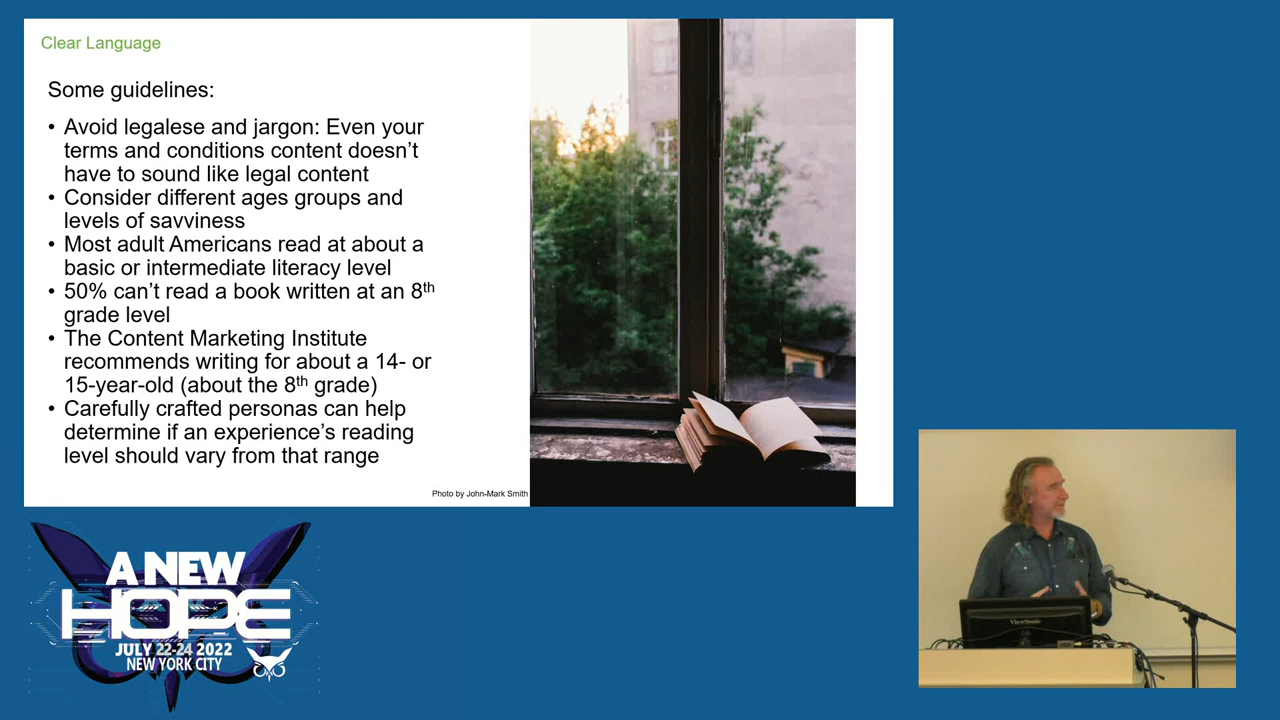 Clear Language
Some guidelines:
• Avoid legalese and jargon: Even your
terms and conditions content doesn't
have to sound like legal content
• Consider different ages groups and
levels of savviness
• Most adult Americans read at about a
basic or intermediate literacy level
• 50% can't read a book written at an 8th
grade level
• The Content Marketing Institute
recommends writing for about a 14- or
15-year-old (about the 8th grade)
• Carefully crafted personas can help
determine if an experience's reading
level should vary from that range
Photo by John-Mark Smith
A NEW
HOPE
JULY 22-24 2022
NEW YORK CITY
ViewSonic